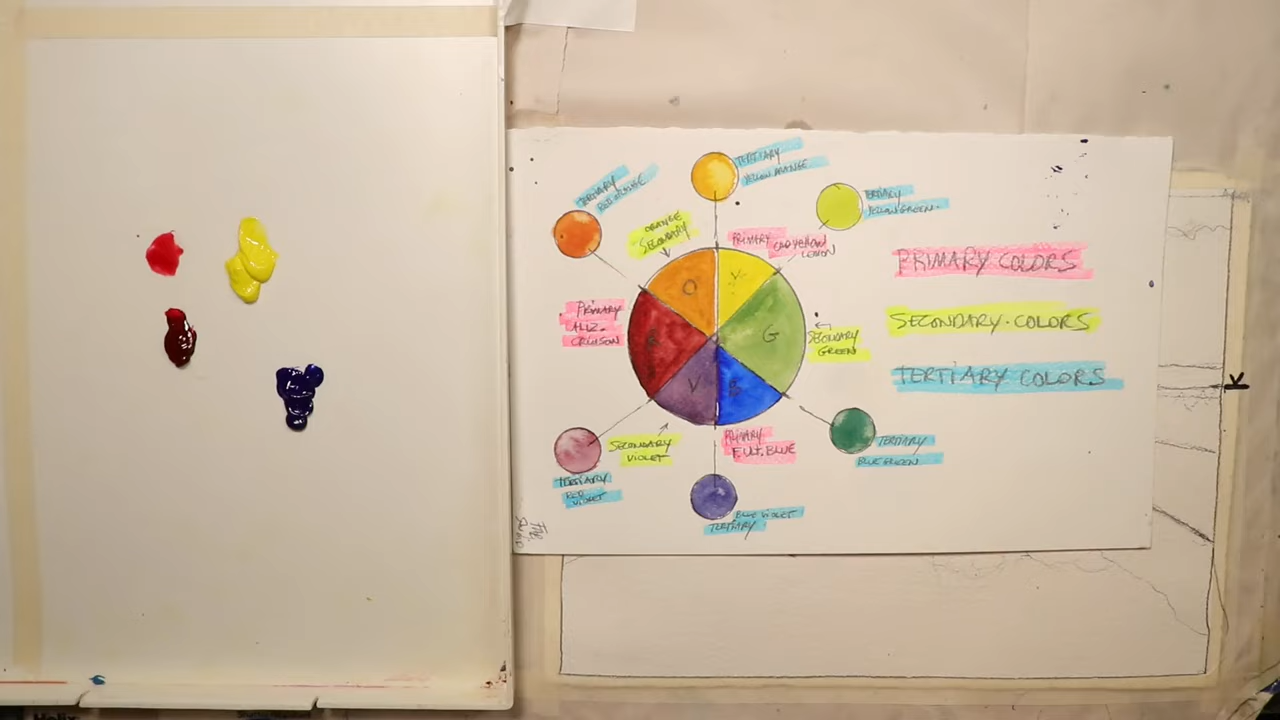 TERTIARY
YELLOW ORANGE
TERTIARY
RED ORANGE
TERTIARY
YELLOW GREEN.
ORANGE
SECONDARY
PRIMARY
CAD YELLOW
LEMON
PRIMARY COLORS
SECONDARY. COLORS
TERTIARY COLORS
O
Y
G
R
V
B
PRIMARY
ALIZ.
CRIMSON
SECONDARY
GREEN
SECONDARY
VIOLET
PRIMARY
BLUE
TERTIARY
BLUE GREEN
TERTIARY
RED
VIOLET
BLUE VIOLET
TERTIARY
K
Helix